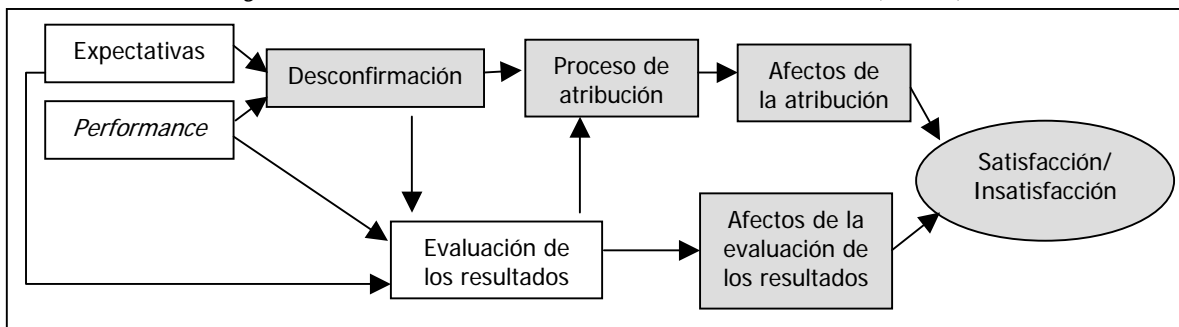 Expectativas
Performance
Desconfirmación
Proceso de
atribución
Afectos de
la atribución
Satisfacción/
Insatisfacción
Evaluación de
los resultados
Afectos de la
evaluación de
los resultados